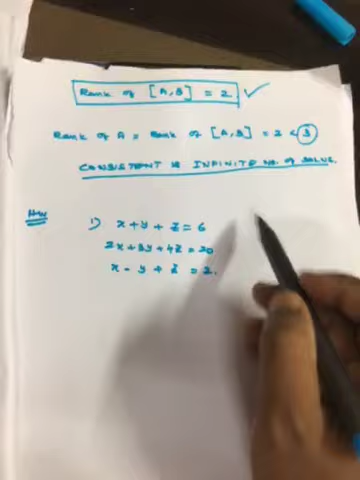 Rank of [A,B] = 2 ✓
Rank of A = Rank of [A,B] = 2 < 3
CONSISTENT & INFINITE NO. of SOLUS.
HW
1) x + y + z = 6
2x + 3y + 4z = 20
x - y + z = 2.